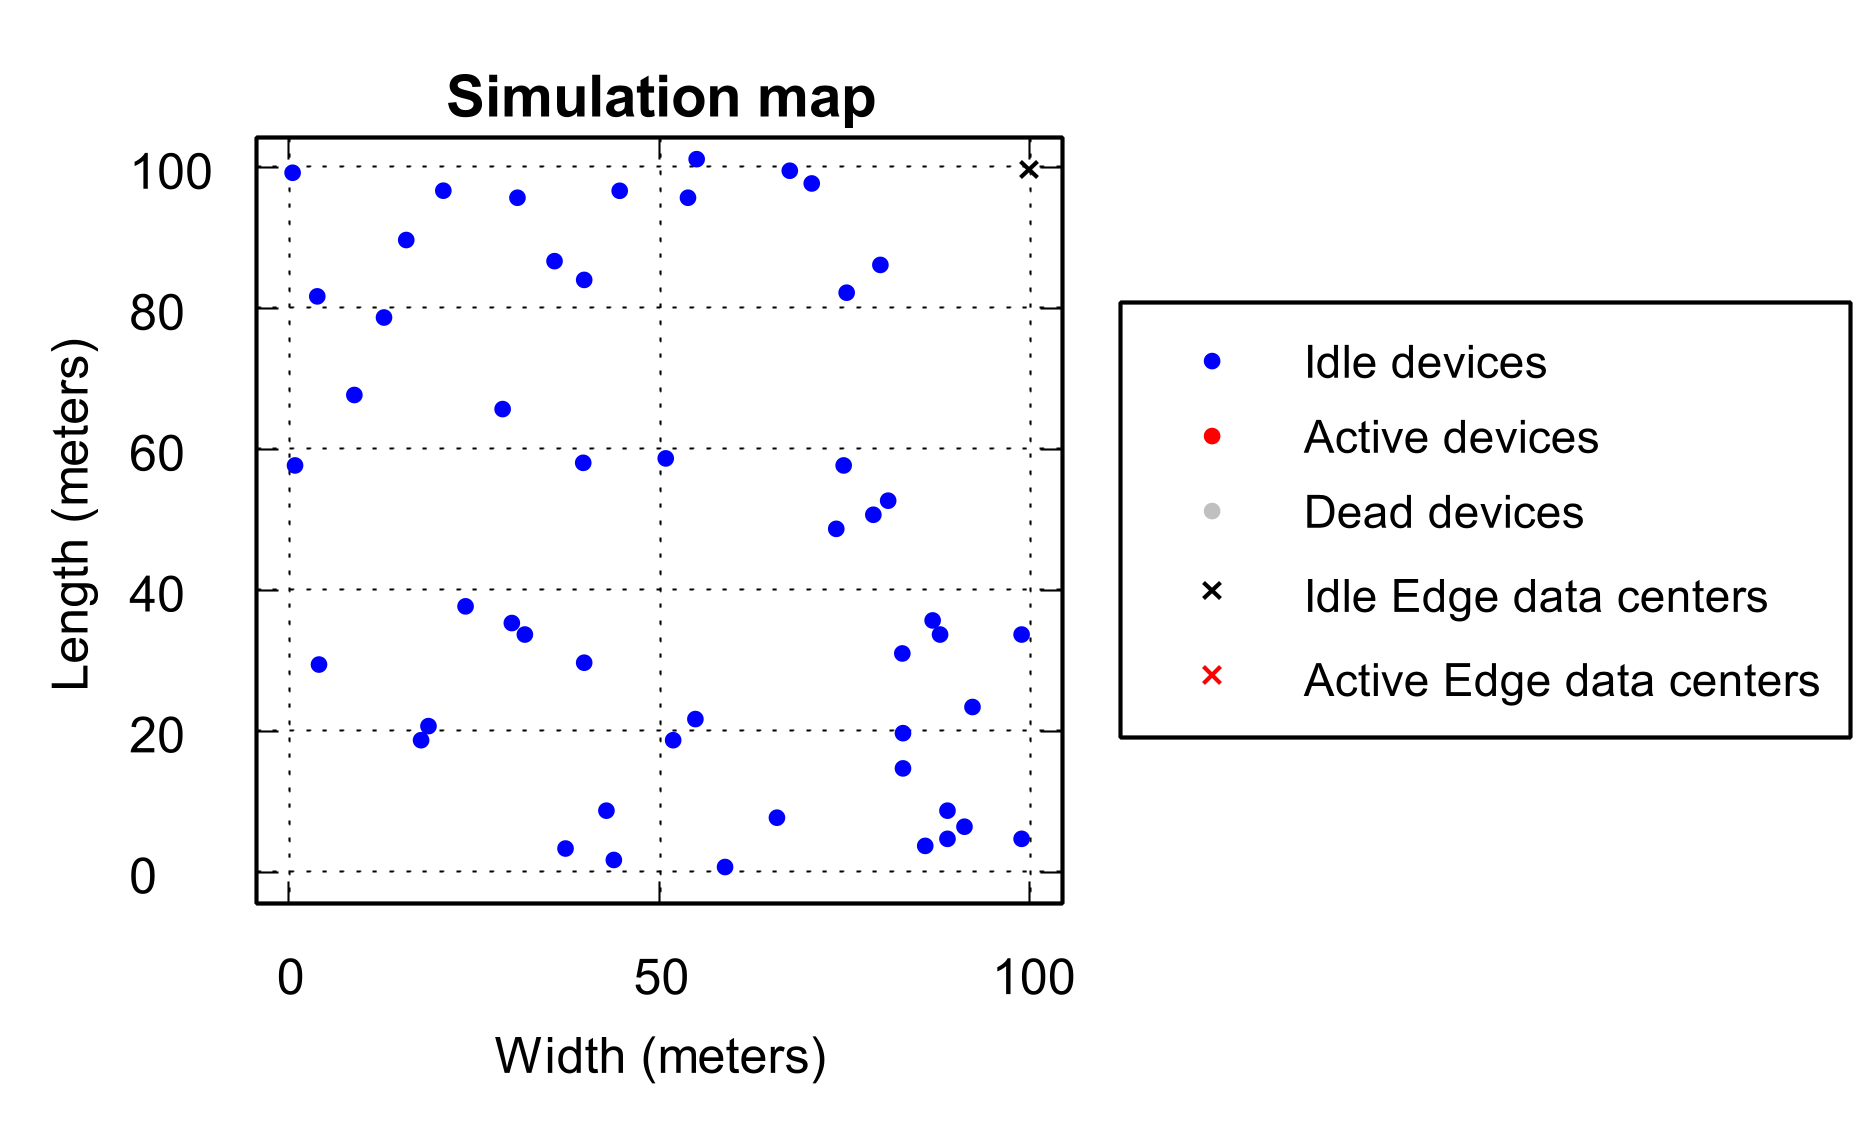 Simulation map
100
80
60
40
20
0
Length (meters)
0 50 100
Width (meters)
Idle devices
Active devices
Dead devices
Idle Edge data centers
Active Edge data centers